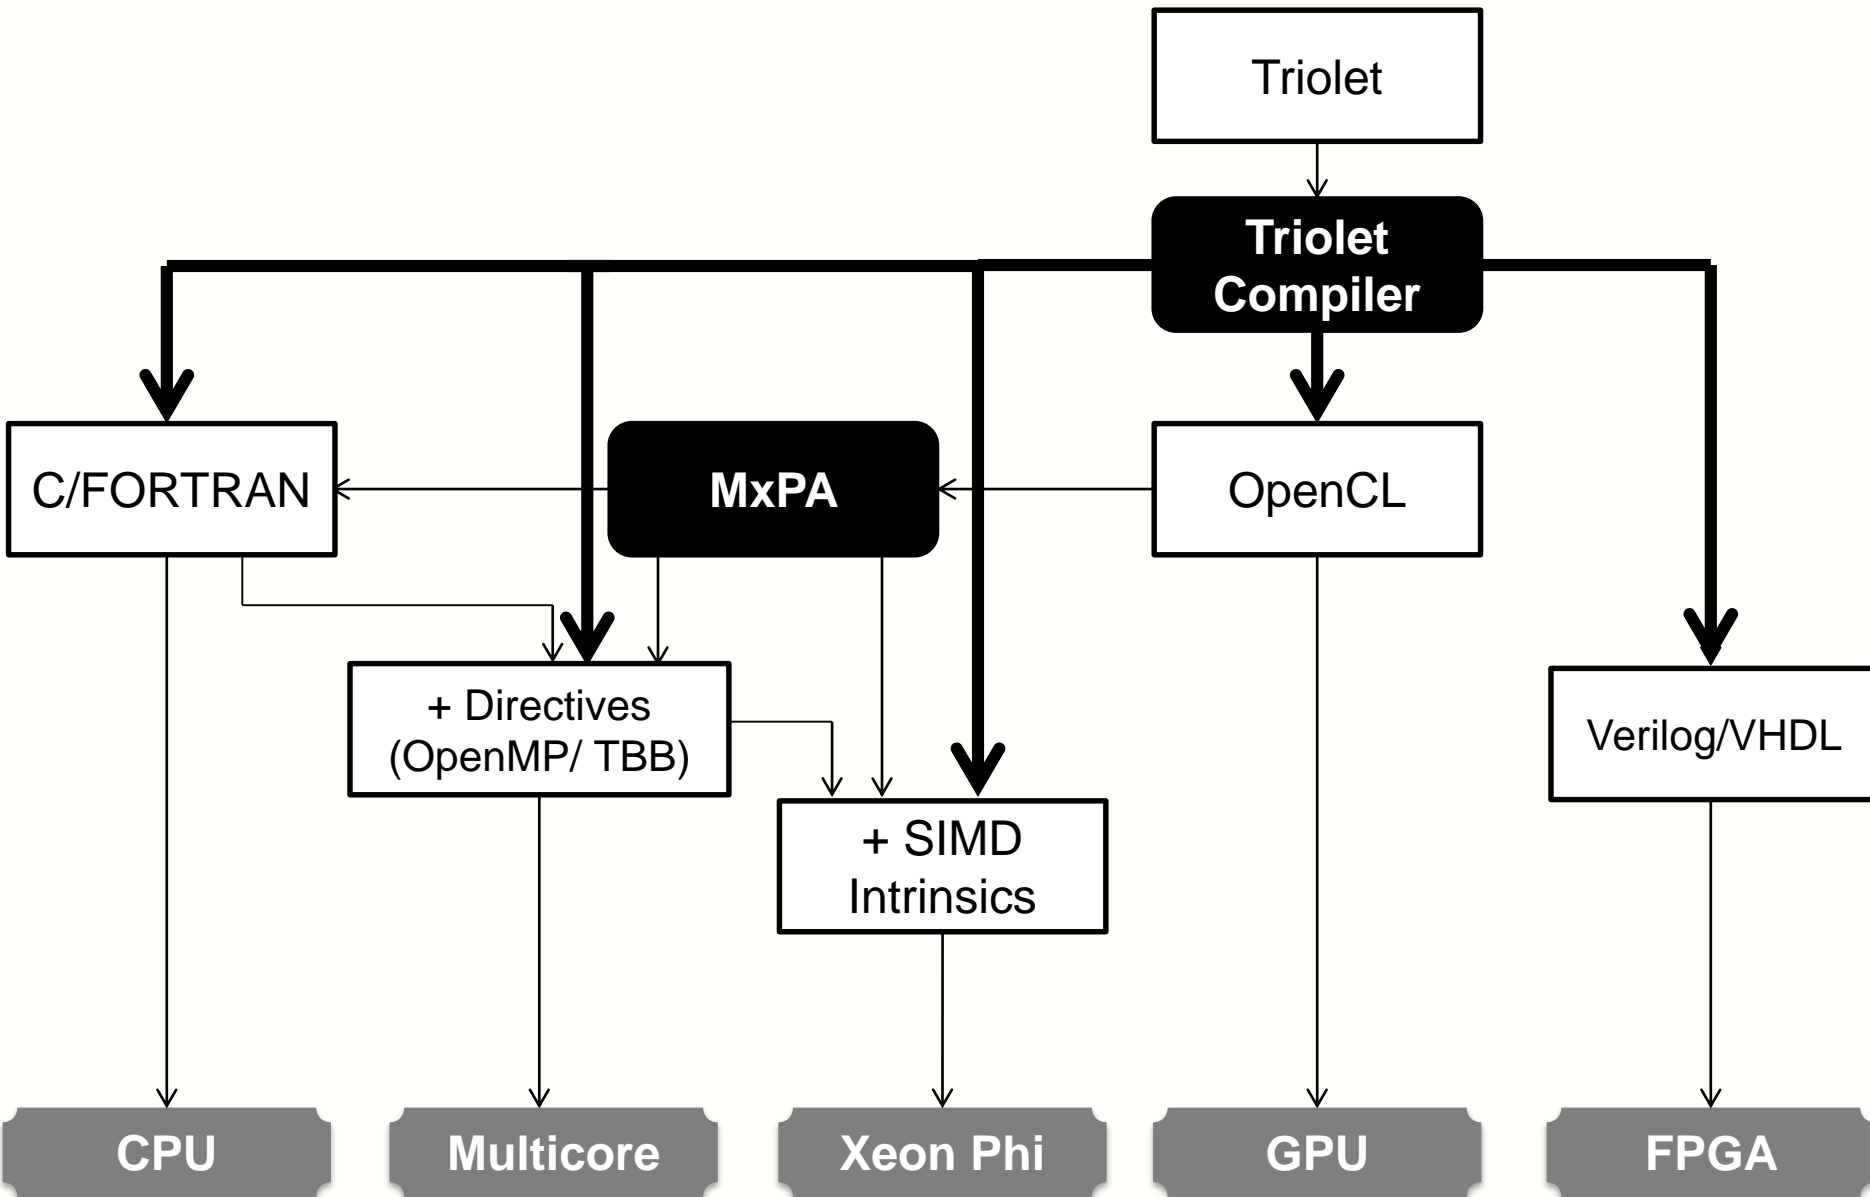 Triolet
Triolet
Compiler
C/FORTRAN
MxPA
OpenCL
+ Directives
(OpenMP/ TBB)
Verilog/VHDL
+ SIMD
Intrinsics
CPU
Multicore
Xeon Phi
GPU
FPGA